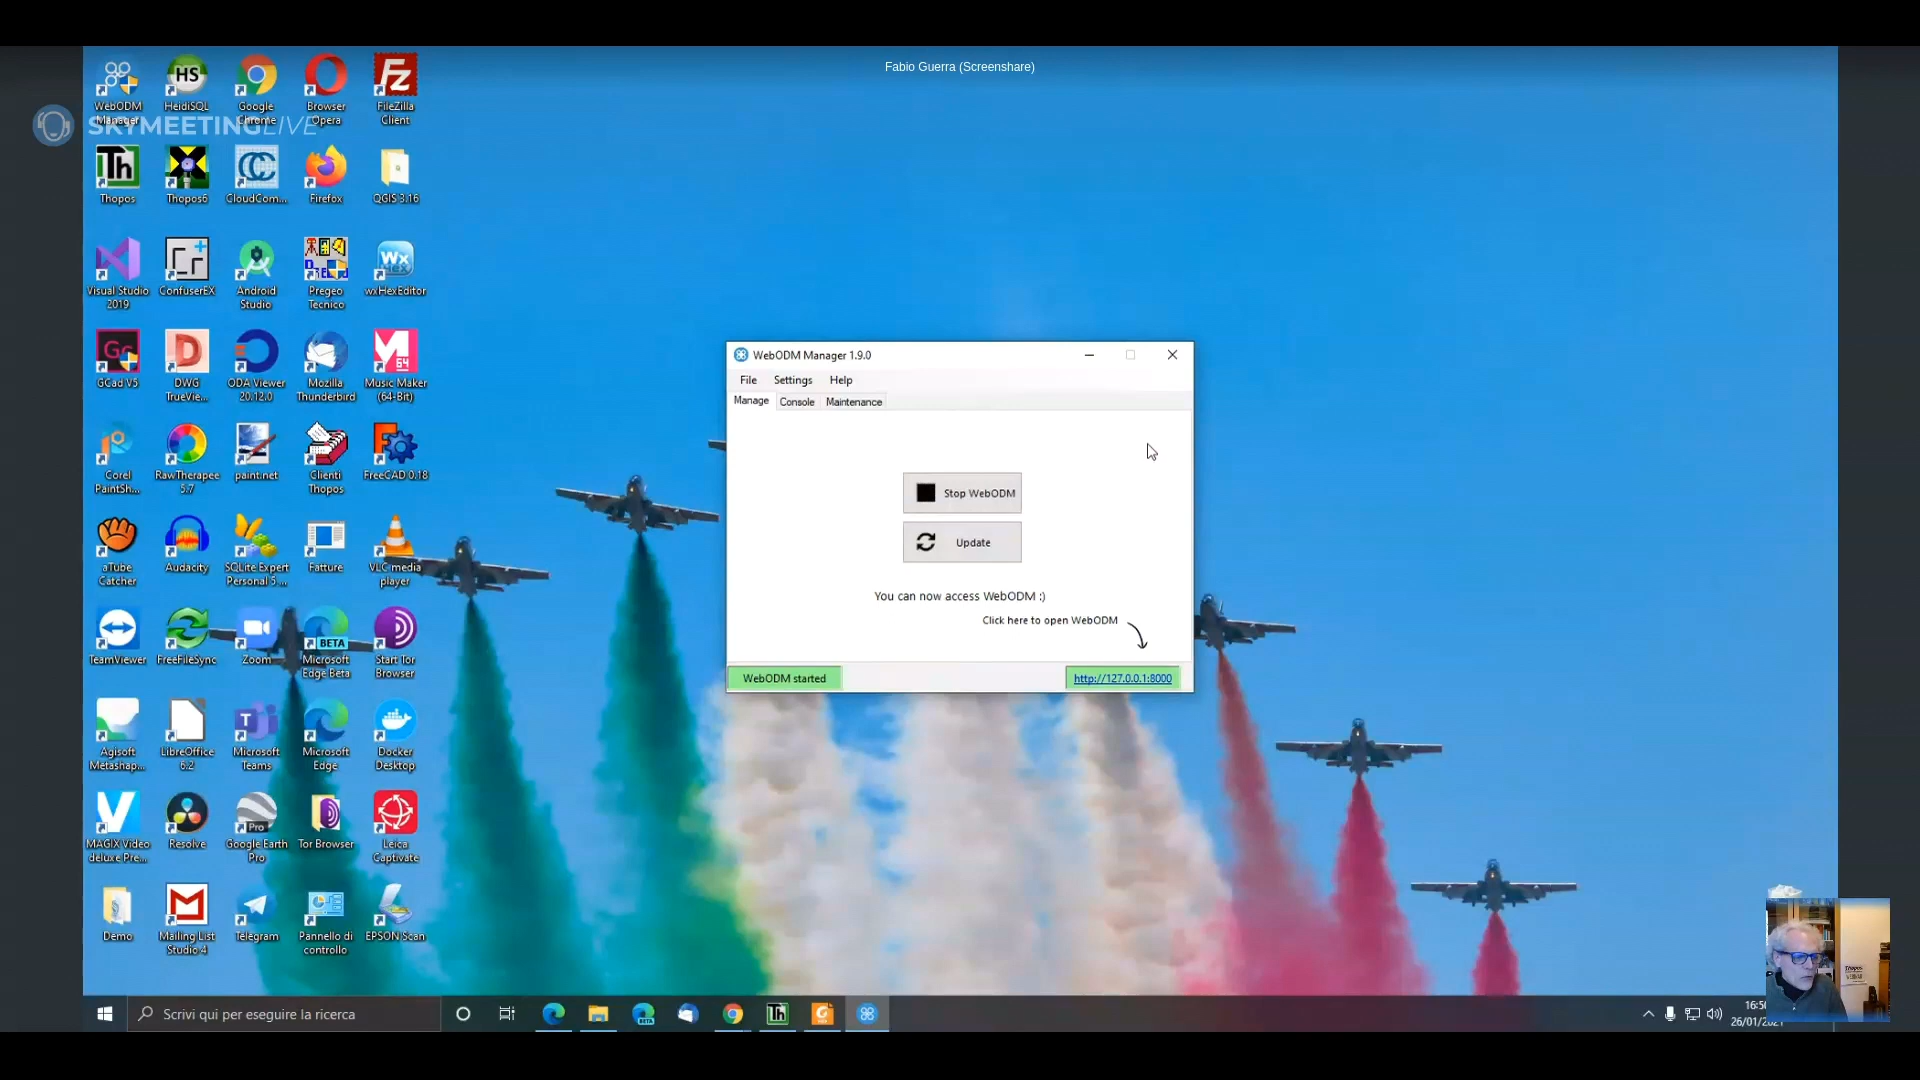 Fabio Guerra (Screenshare)
SKYMEETINGLIVE
WebODM
Manager
HeidiSQL
Google
Chrome
Browser
Opera
FileZilla
Client
Thopos
Thopos6
CloudCom...
Firefox
QGIS 3.16
Visual Studio
2019
ConfuserEX
Android
Studio
Pregeo
Tecnico
wxHexEditor
GCad V5
DWG
TrueVie...
ODA Viewer
20.12.0
Mozilla
Thunderbird
Music Maker
(64-Bit)
Corel
PaintSh...
RawTherapee
5.7
paint.net
Clienti
Thopos
FreeCAD 0.18
aTube
Catcher
Audacity
SQLite Expert
Personal 5 ...
Fatture
VLC media
player
TeamViewer
FreeFileSync
Zoom
BETA
Microsoft
Edge Beta
Start Tor
Browser
Agisoft
Metashap...
LibreOffice
6.2
Microsoft
Teams
Microsoft
Edge
Docker
Desktop
MAGIX Video
deluxe Pre...
Resolve
Pro
Google Earth
Pro
Tor Browser
Leica
Captivate
Demo
Mailing List
Studio 4
Telegram
Pannello di
controllo
EPSON Scan
WebODM Manager 1.9.0
File Settings Help
Manage Console Maintenance
Stop WebODM
Update
You can now access WebODM :)
Click here to open WebODM
WebODM started
http://127.0.0.1:8000
Scrivi qui per eseguire la ricerca
16:50
26/01/2021